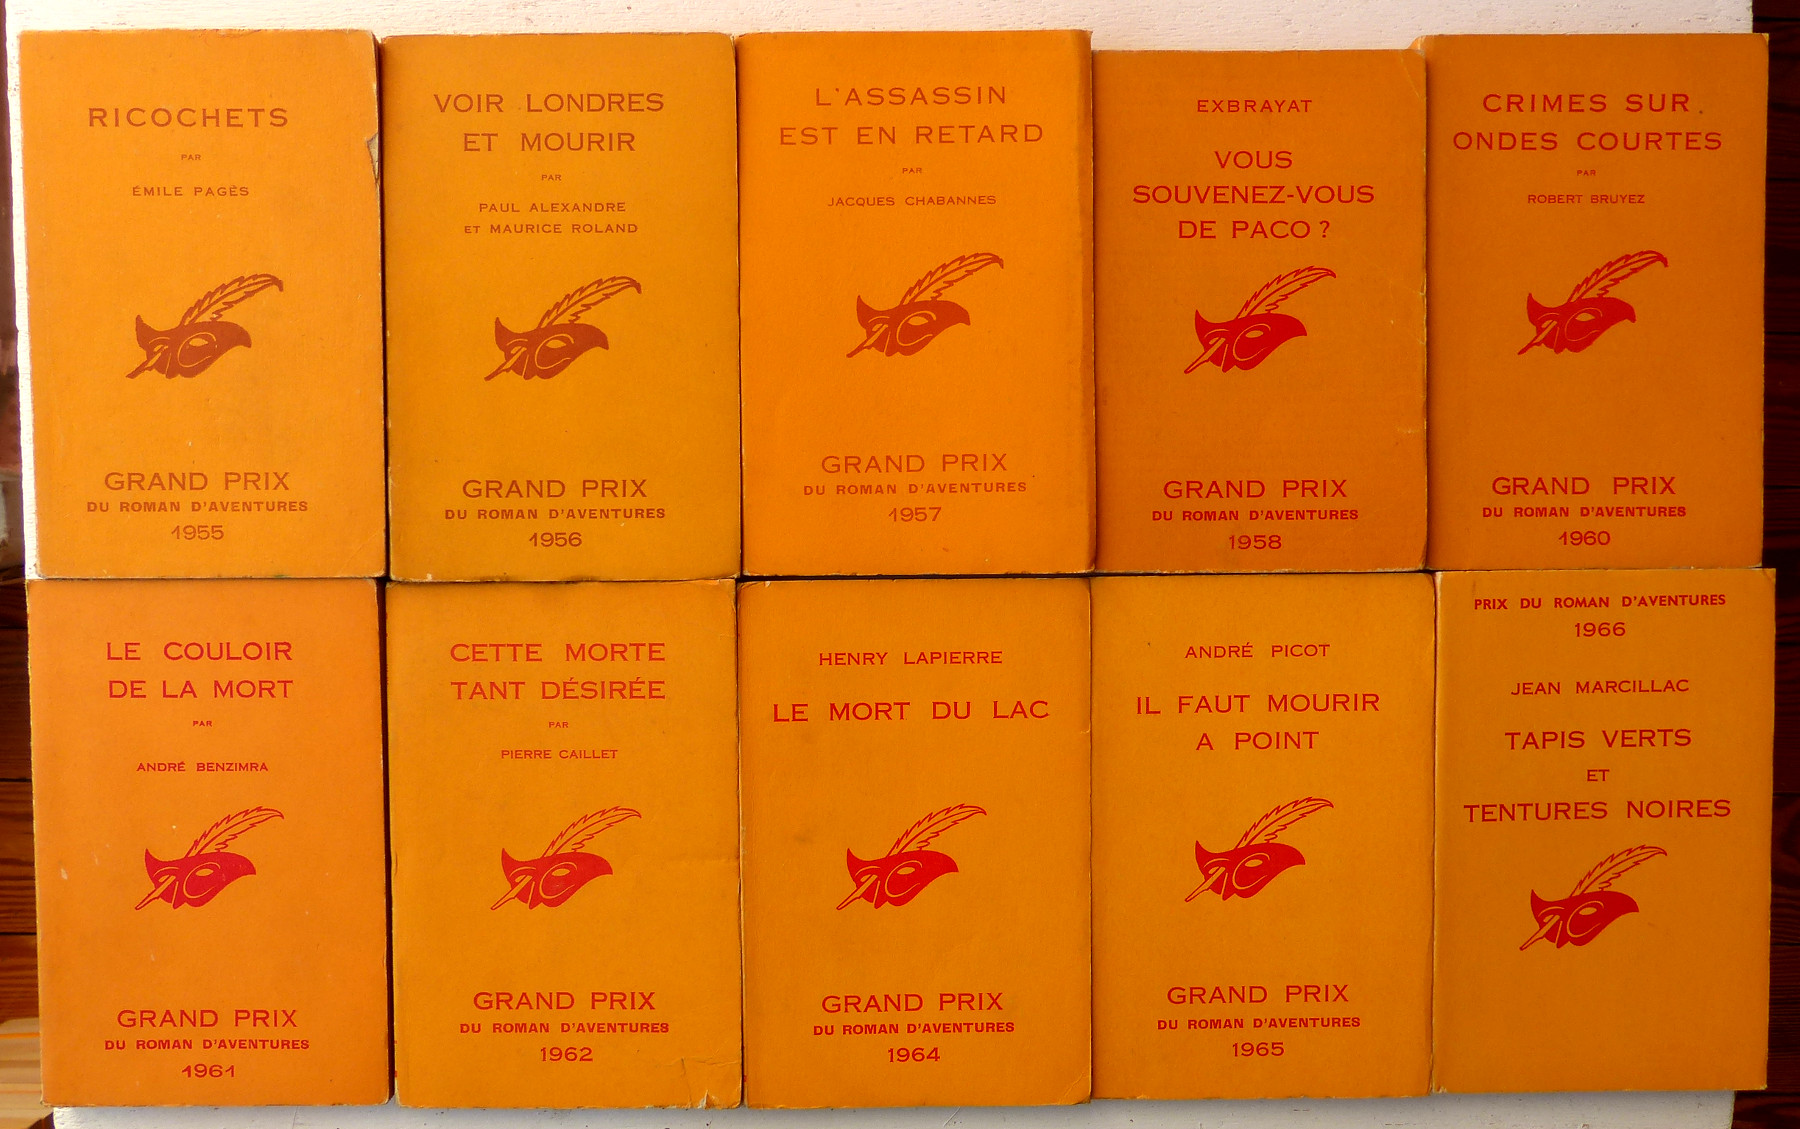 RICOCHETS
PAR
ÉMILE PAGÈS
GRAND PRIX
DU ROMAN D'AVENTURES
1955
VOIR LONDRES
ET MOURIR
PAR
PAUL ALEXANDRE
ET MAURICE ROLAND
GRAND PRIX
DU ROMAN D'AVENTURES
1956
L'ASSASSIN
EST EN RETARD
PAR
JACQUES CHABANNES
GRAND PRIX
DU ROMAN D'AVENTURES
1957
EXBRAYAT
VOUS
SOUVENEZ-VOUS
DE PACO ?
GRAND PRIX
DU ROMAN D'AVENTURES
1958
CRIMES SUR
ONDES COURTES
PAR
ROBERT BRUYEZ
GRAND PRIX
DU ROMAN D'AVENTURES
1960
LE COULOIR
DE LA MORT
PAR
ANDRÉ BENZIMRA
GRAND PRIX
DU ROMAN D'AVENTURES
1961
CETTE MORTE
TANT DÉSIRÉE
PAR
PIERRE CAILLET
GRAND PRIX
DU ROMAN D'AVENTURES
1962
HENRY LAPIERRE
LE MORT DU LAC
GRAND PRIX
DU ROMAN D'AVENTURES
1964
ANDRÉ PICOT
IL FAUT MOURIR
A POINT
GRAND PRIX
DU ROMAN D'AVENTURES
1965
PRIX DU ROMAN D'AVENTURES
1966
JEAN MARCILLAC
TAPIS VERTS
ET
TENTURES NOIRES